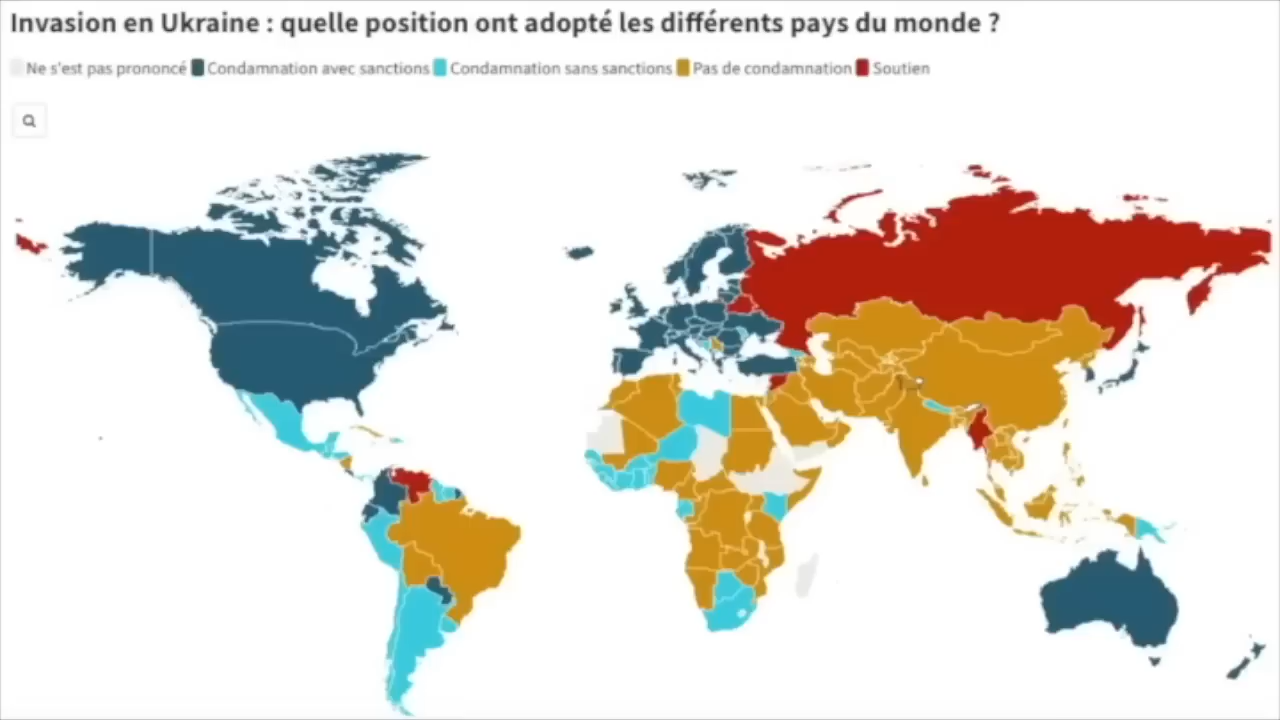 Invasion en Ukraine : quelle position ont adopté les différents pays du monde ?
Ne s'est pas prononcé Condamnation avec sanctions Condamnation sans sanctions Pas de condamnation Soutien